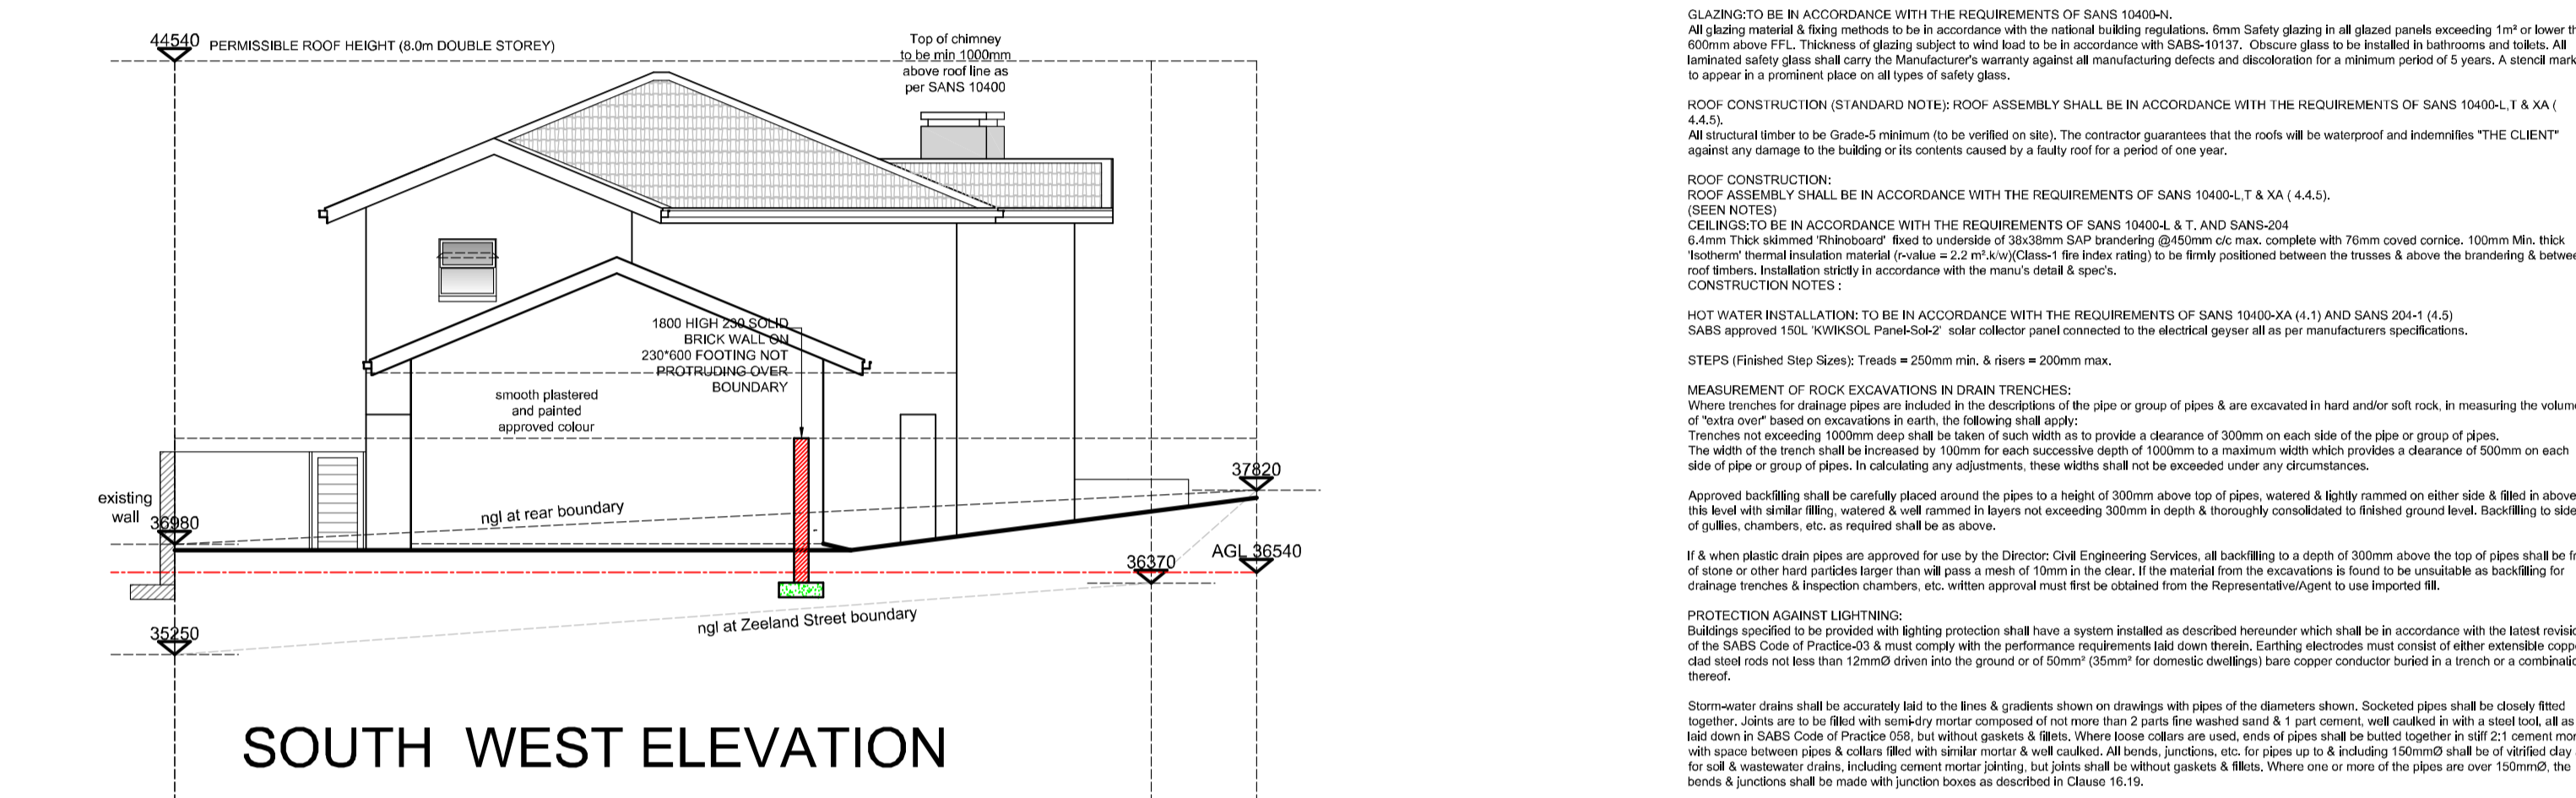 44540 PERMISSIBLE ROOF HEIGHT (8.0m DOUBLE STOREY)
Top of chimney
to be min 1000mm
above roof line as
per SANS 10400
1800 HIGH 230 SOLID
BRICK WALL ON
230*600 FOOTING NOT
PROTRUDING OVER
BOUNDARY
smooth plastered
and painted
approved colour
existing
wall
36980
ngl at rear boundary
37820
AGL 36540
36370
35250
ngl at Zeeland Street boundary
SOUTH WEST ELEVATION
GLAZING:TO BE IN ACCORDANCE WITH THE REQUIREMENTS OF SANS 10400-N.
All glazing material & fixing methods to be in accordance with the national building regulations. 6mm Safety glazing in all glazed panels exceeding 1m² or lower th
600mm above FFL. Thickness of glazing subject to wind load to be in accordance with SABS-10137. Obscure glass to be installed in bathrooms and toilets. All
laminated safety glass shall carry the Manufacturer's warranty against all manufacturing defects and discoloration for a minimum period of 5 years. A stencil mark
to appear in a prominent place on all types of safety glass.
ROOF CONSTRUCTION (STANDARD NOTE): ROOF ASSEMBLY SHALL BE IN ACCORDANCE WITH THE REQUIREMENTS OF SANS 10400-L,T & XA (
4.4.5).
All structural timber to be Grade-5 minimum (to be verified on site). The contractor guarantees that the roofs will be waterproof and indemnifies "THE CLIENT"
against any damage to the building or its contents caused by a faulty roof for a period of one year.
ROOF CONSTRUCTION:
ROOF ASSEMBLY SHALL BE IN ACCORDANCE WITH THE REQUIREMENTS OF SANS 10400-L,T & XA ( 4.4.5).
(SEEN NOTES)
CEILINGS:TO BE IN ACCORDANCE WITH THE REQUIREMENTS OF SANS 10400-L & T. AND SANS-204
6.4mm Thick skimmed 'Rhinoboard' fixed to underside of 38x38mm SAP brandering @450mm c/c max. complete with 76mm coved cornice. 100mm Min. thick
'Isotherm' thermal insulation material (r-value = 2.2 m².k/w)(Class-1 fire index rating) to be firmly positioned between the trusses & above the brandering & betwee
roof timbers. Installation strictly in accordance with the manu's detail & spec's.
CONSTRUCTION NOTES :
HOT WATER INSTALLATION: TO BE IN ACCORDANCE WITH THE REQUIREMENTS OF SANS 10400-XA (4.1) AND SANS 204-1 (4.5)
SABS approved 150L 'KWIKSOL Panel-Sol-2' solar collector panel connected to the electrical geyser all as per manufacturers specifications.
STEPS (Finished Step Sizes): Treads = 250mm min. & risers = 200mm max.
MEASUREMENT OF ROCK EXCAVATIONS IN DRAIN TRENCHES:
Where trenches for drainage pipes are included in the descriptions of the pipe or group of pipes & are excavated in hard and/or soft rock, in measuring the volum
of "extra over" based on excavations in earth, the following shall apply:
Trenches not exceeding 1000mm deep shall be taken of such width as to provide a clearance of 300mm on each side of the pipe or group of pipes.
The width of the trench shall be increased by 100mm for each successive depth of 1000mm to a maximum width which provides a clearance of 500mm on each
side of pipe or group of pipes. In calculating any adjustments, these widths shall not be exceeded under any circumstances.
Approved backfilling shall be carefully placed around the pipes to a height of 300mm above top of pipes, watered & lightly rammed on either side & filled in above
this level with similar filling, watered & well rammed in layers not exceeding 300mm in depth & thoroughly consolidated to finished ground level. Backfilling to side
of gullies, chambers, etc. as required shall be as above.
If & when plastic drain pipes are approved for use by the Director: Civil Engineering Services, all backfilling to a depth of 300mm above the top of pipes shall be fr
of stone or other hard particles larger than will pass a mesh of 10mm in the clear. If the material from the excavations is found to be unsuitable as backfilling for
drainage trenches & inspection chambers, etc. written approval must first be obtained from the Representative/Agent to use imported fill.
PROTECTION AGAINST LIGHTNING:
Buildings specified to be provided with lighting protection shall have a system installed as described hereunder which shall be in accordance with the latest revisio
of the SABS Code of Practice-03 & must comply with the performance requirements laid down therein. Earthing electrodes must consist of either extensible copp
clad steel rods not less than 12mmØ driven into the ground or of 50mm² (35mm² for domestic dwellings) bare copper conductor buried in a trench or a combinatio
thereof.
Storm-water drains shall be accurately laid to the lines & gradients shown on drawings with pipes of the diameters shown. Socketed pipes shall be closely fitted
together. Joints are to be filled with semi-dry mortar composed of not more than 2 parts fine washed sand & 1 part cement, well caulked in with a steel tool, all as
laid down in SABS Code of Practice 058, but without gaskets & fillets. Where loose collars are used, ends of pipes shall be butted together in stiff 2:1 cement mor
with space between pipes & collars filled with similar mortar & well caulked. All bends, junctions, etc. for pipes up to & including 150mmØ shall be of vitrified clay
for soil & wastewater drains, including cement mortar jointing, but joints shall be without gaskets & fillets. Where one or more of the pipes are over 150mmØ, the
bends & junctions shall be made with junction boxes as described in Clause 16.19.